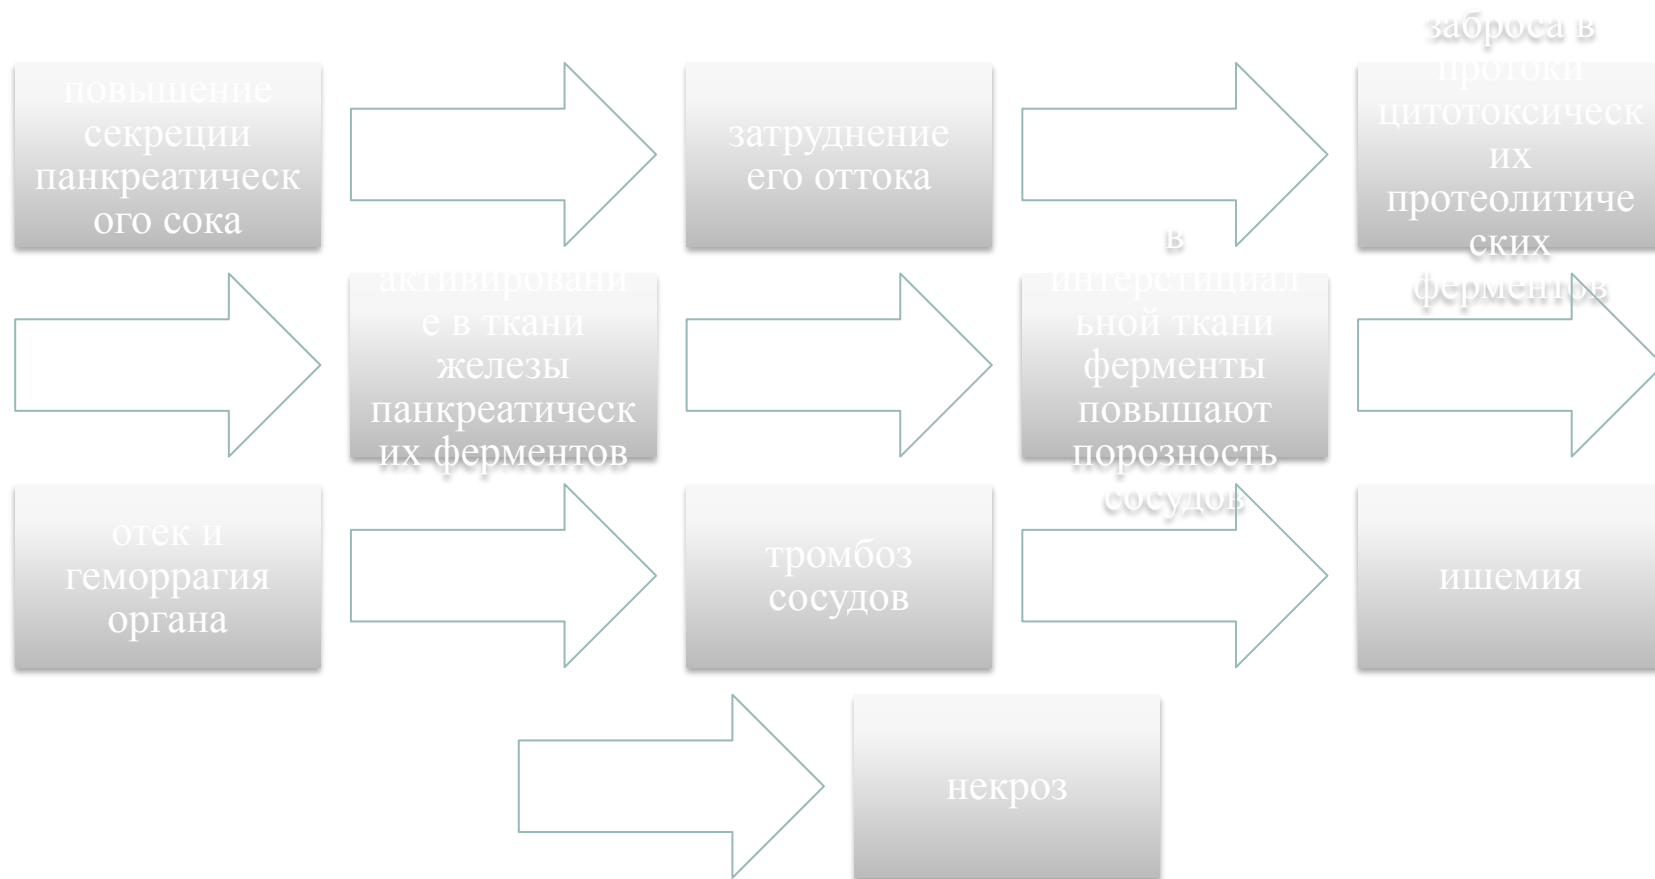 повышение
секреции
панкреатическ
ого сока
затруднение
его оттока
заброса в
протоки
цитотоксическ
их
протеолитиче
ских
ферментов
активировани
е в ткани
железы
панкреатическ
их ферментов
в
интерстициал
ьной ткани
ферменты
повышают
порозность
сосудов
отек и
геморрагия
органа
тромбоз
сосудов
ишемия
некроз